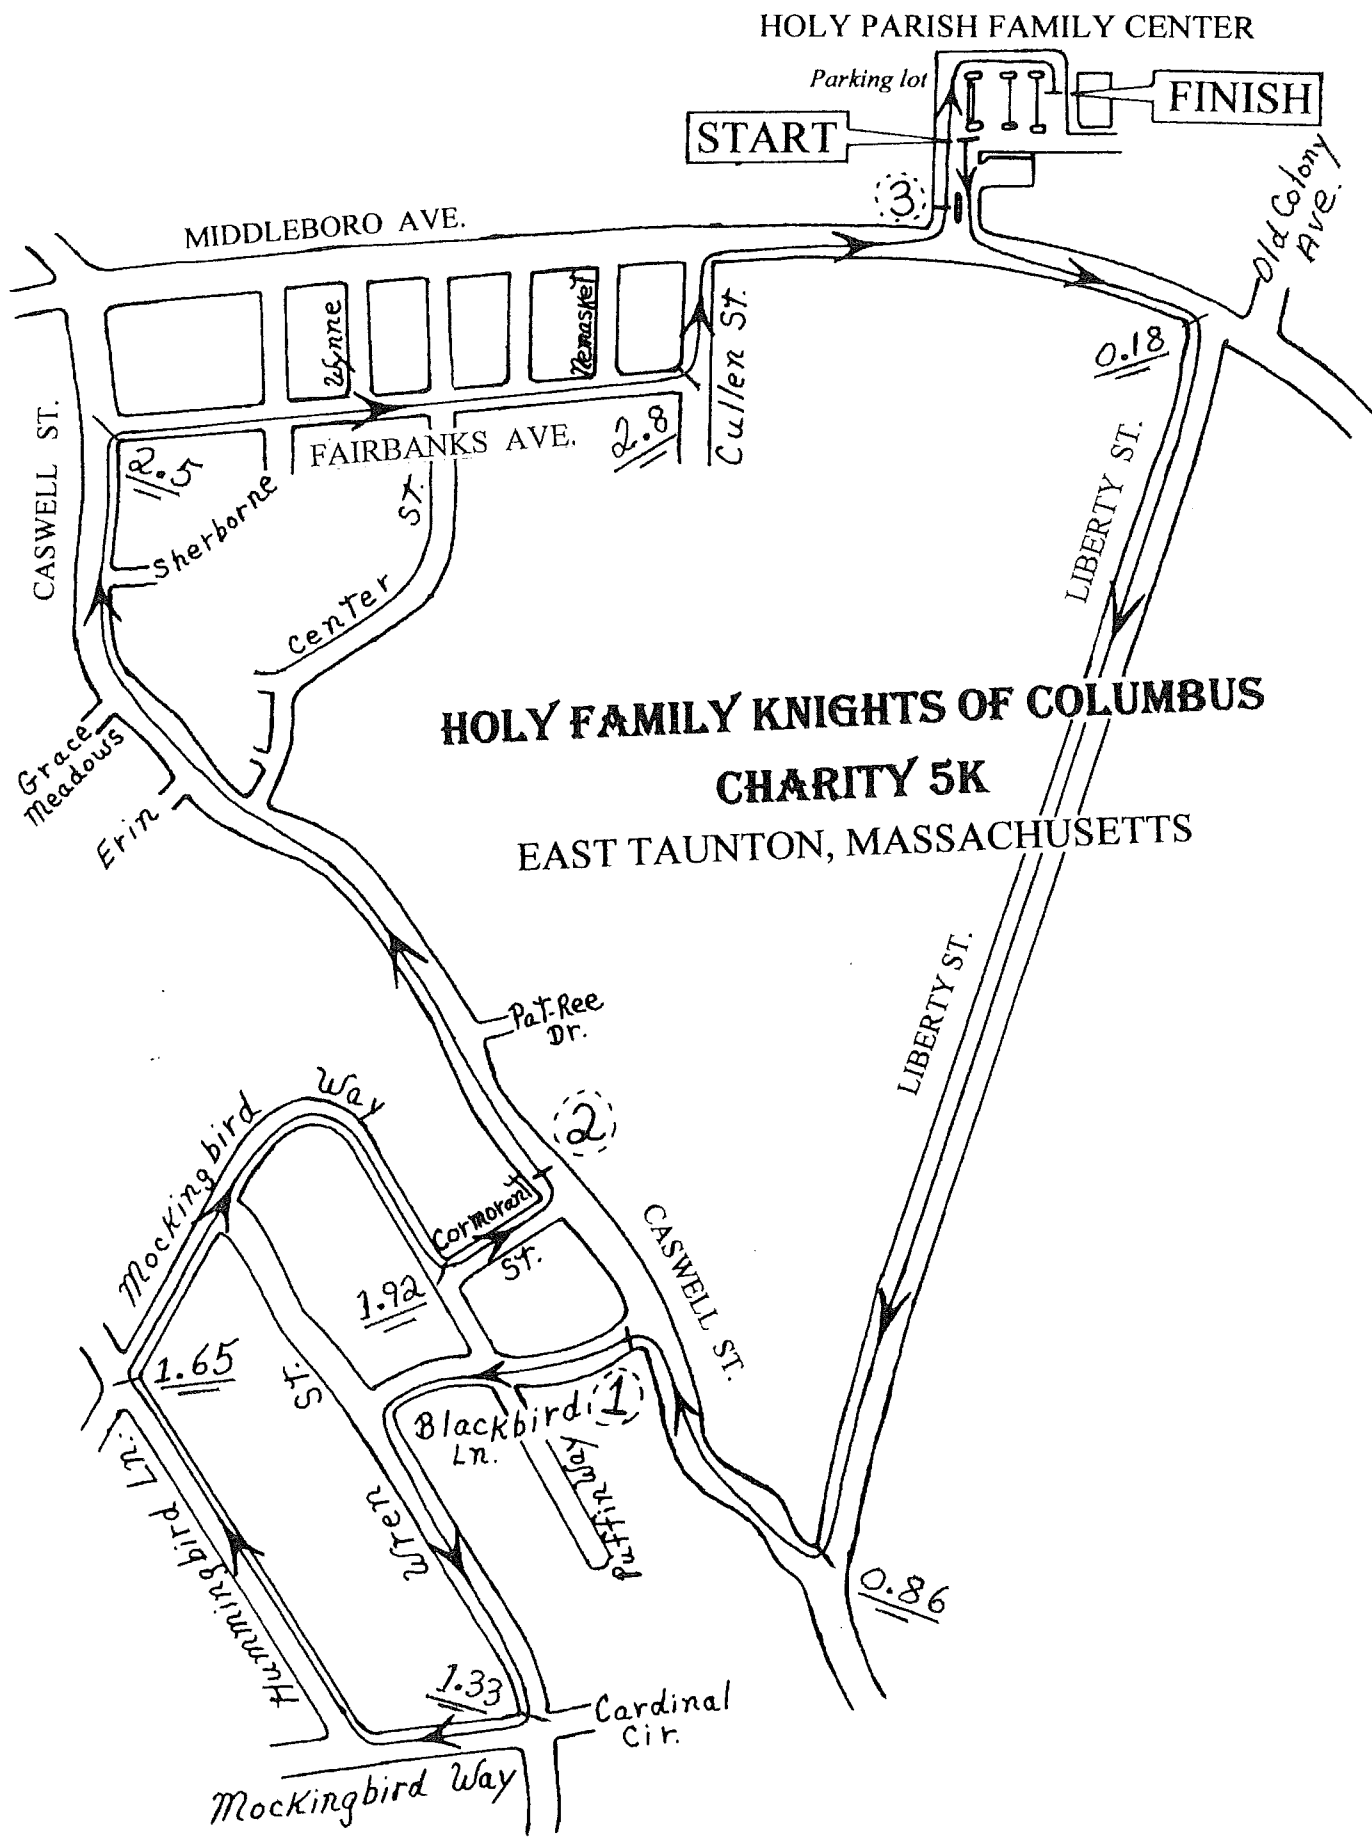 HOLY PARISH FAMILY CENTER
Parking lot
FINISH
START
Old Colony
Ave.
3
MIDDLEBORO AVE.
Wynne
Nemasket
Cullen St.
0.18
CASWELL ST.
FAIRBANKS AVE.
2.8
2.5
Sherborne
Center
St.
LIBERTY ST.
HOLY FAMILY KNIGHTS OF COLUMBUS
CHARITY 5K
EAST TAUNTON, MASSACHUSETTS
Grace
Meadows
Erin
LIBERTY ST.
Pat-Ree
Dr.
2
Mockingbird Way
Cormorant
St.
CASWELL ST.
1.92
1.65
Wren St.
Blackbird
Ln.
1
Puffin Way
Hummingbird Ln.
0.86
1.33
Cardinal
Cir.
Mockingbird Way